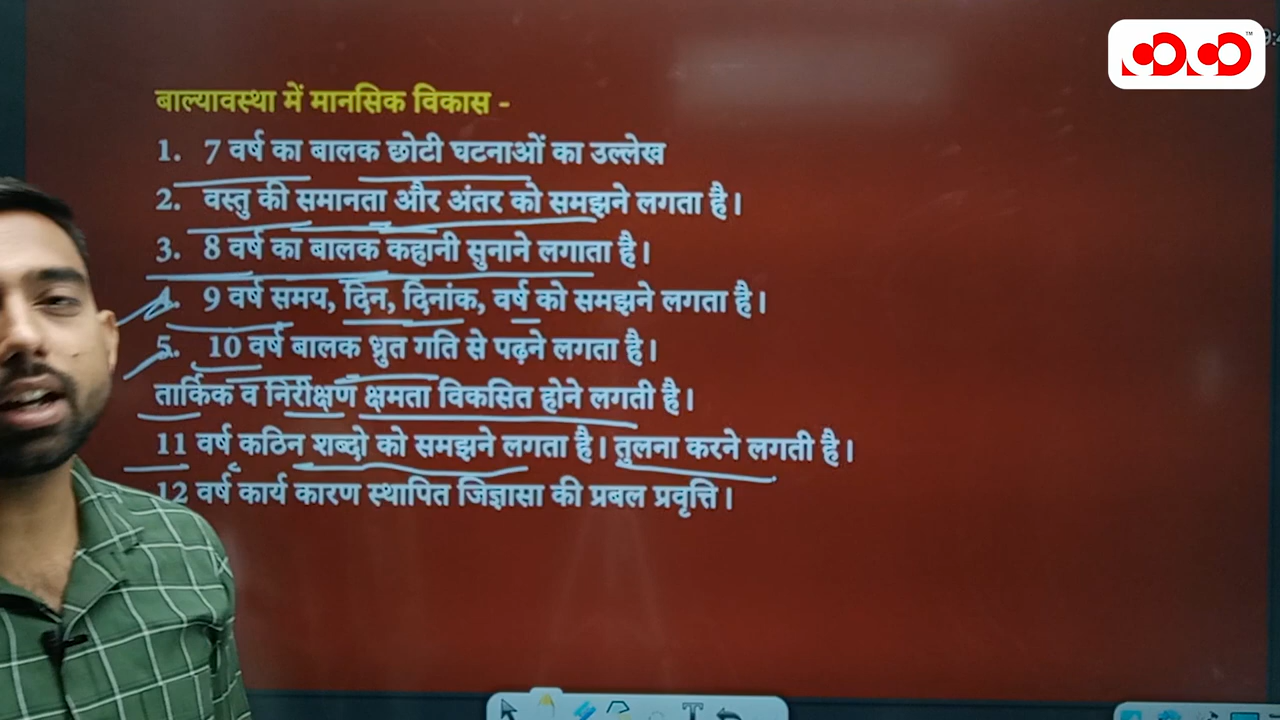 बाल्यावस्था में मानसिक विकास -
1. 7 वर्ष का बालक छोटी घटनाओं का उल्लेख
2. वस्तु की समानता और अंतर को समझने लगता है।
3. 8 वर्ष का बालक कहानी सुनाने लगाता है।
9 वर्ष समय, दिन, दिनांक, वर्ष को समझने लगता है।
5. 10 वर्ष बालक ध्रुत गति से पढ़ने लगता है।
तार्किक व निरीक्षण क्षमता विकसित होने लगती है।
11 वर्ष कठिन शब्दो को समझने लगता है। तुलना करने लगती है।
12 वर्ष कार्य कारण स्थापित जिज्ञासा की प्रबल प्रवृत्ति।